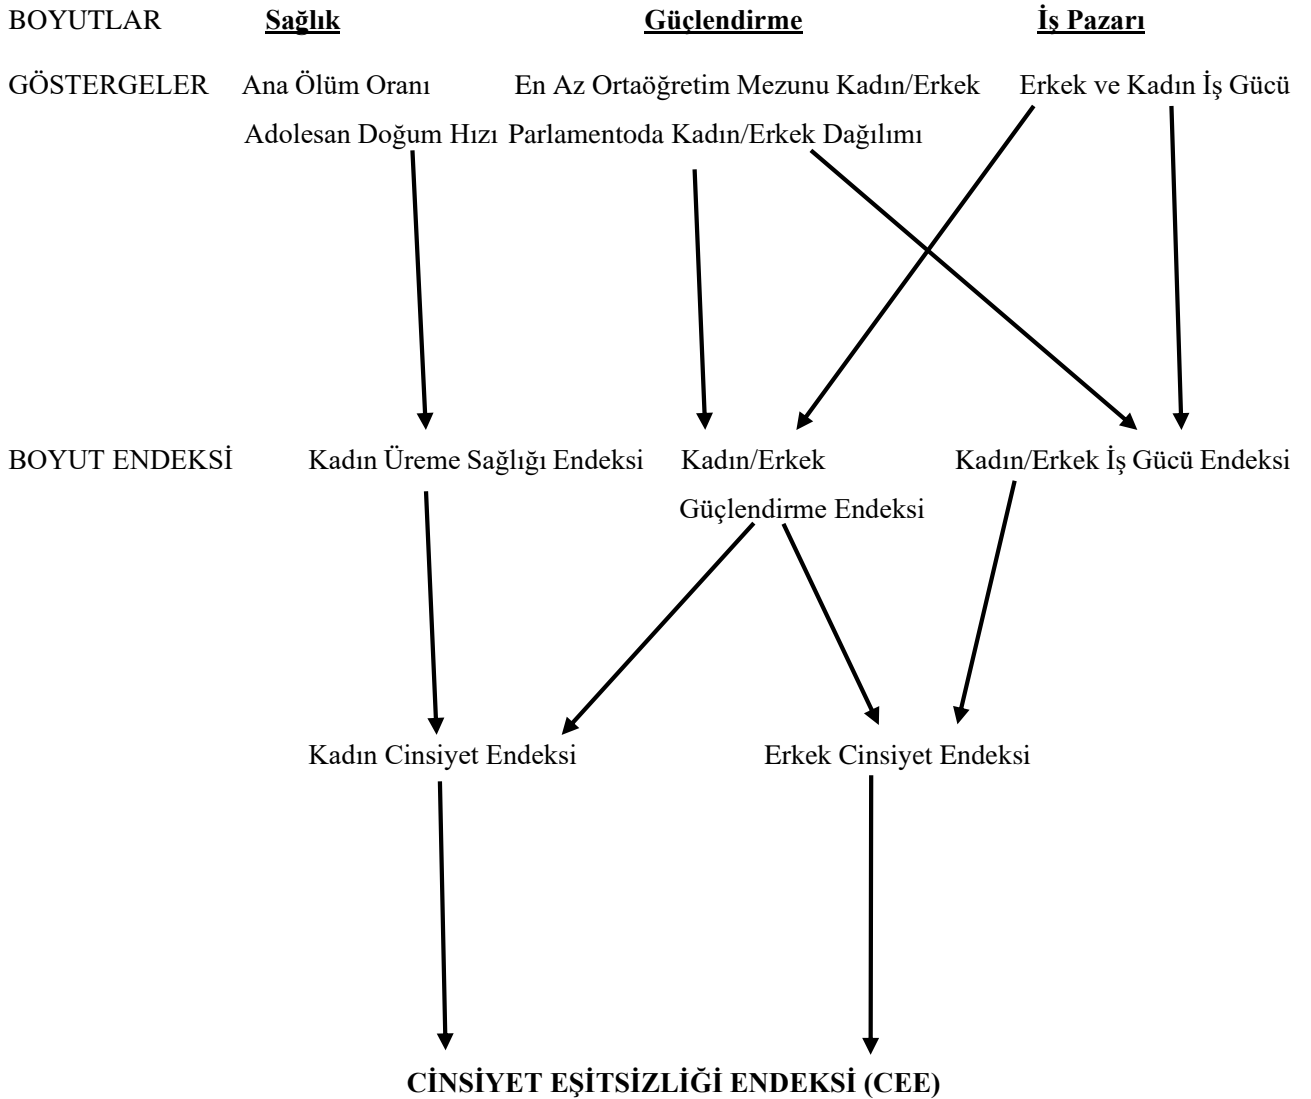 BOYUTLAR Sağlık Güçlendirme İş Pazarı
GÖSTERGELER Ana Ölüm Oranı En Az Ortaöğretim Mezunu Kadın/Erkek Erkek ve Kadın İş Gücü
Adolesan Doğum Hızı Parlamentoda Kadın/Erkek Dağılımı
BOYUT ENDEKSİ Kadın Üreme Sağlığı Endeksi Kadın/Erkek Kadın/Erkek İş Gücü Endeksi
Güçlendirme Endeksi
Kadın Cinsiyet Endeksi Erkek Cinsiyet Endeksi
CİNSİYET EŞİTSİZLİĞİ ENDEKSİ (CEE)